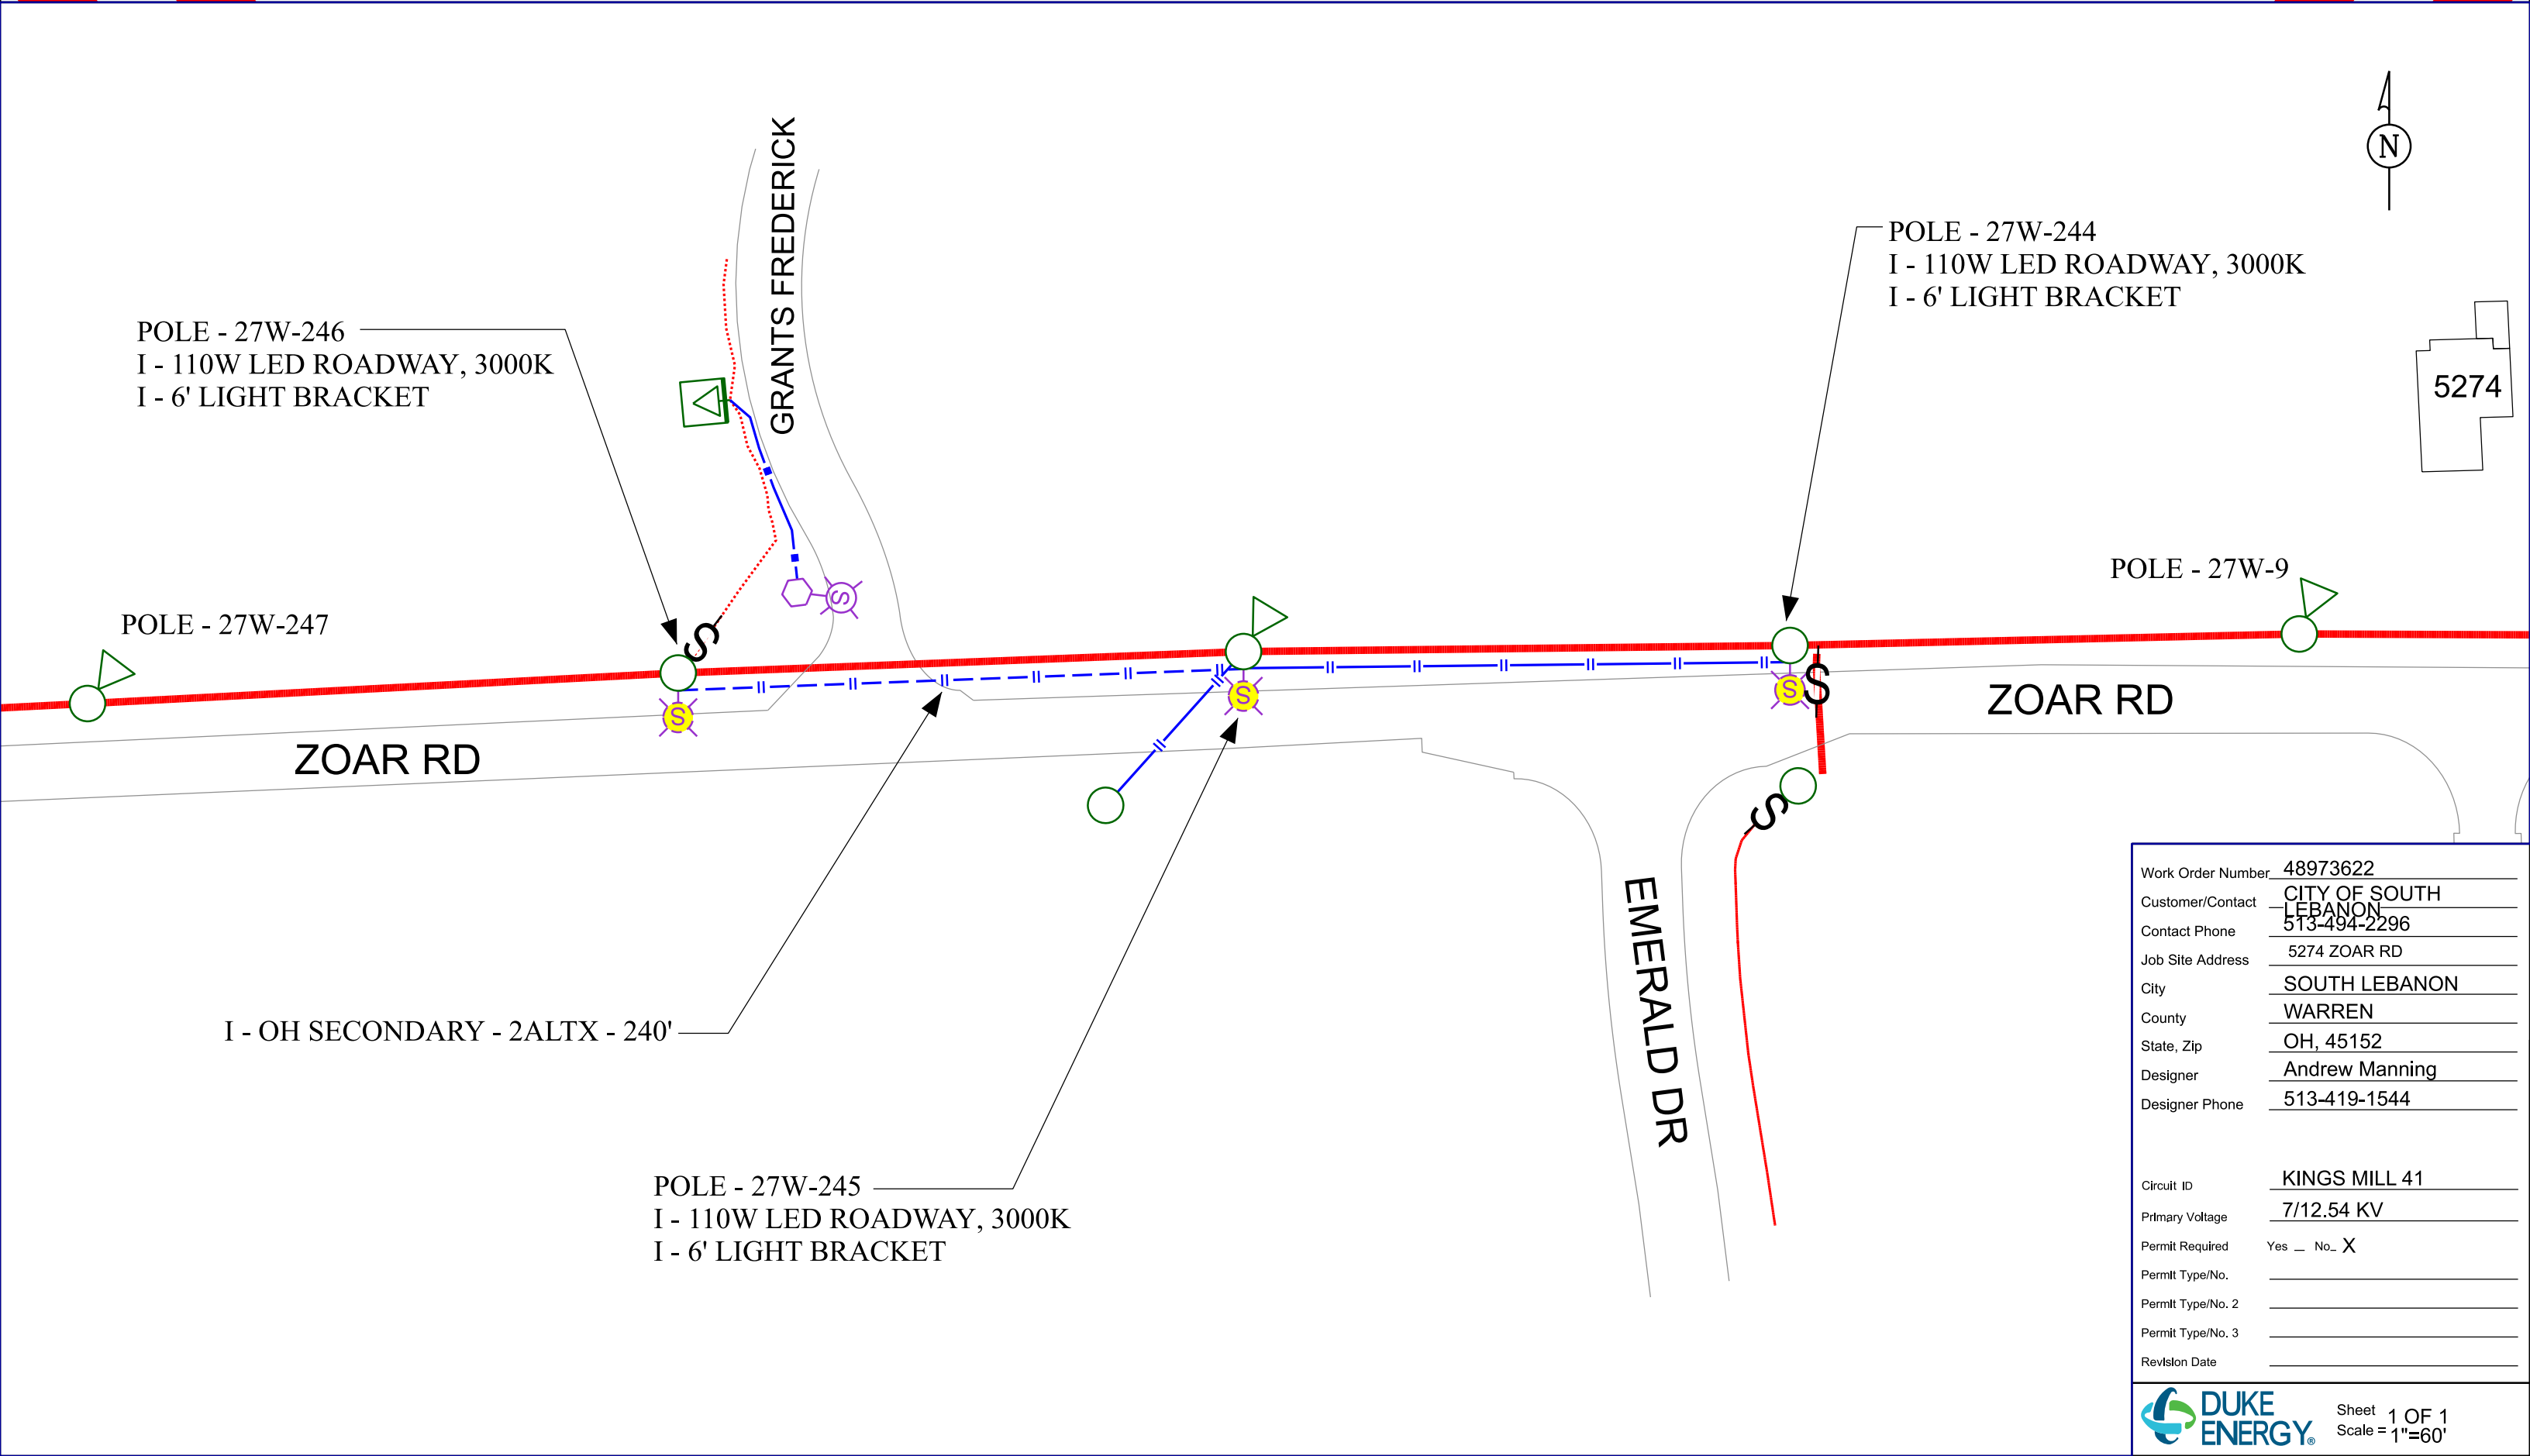 GRANTS FREDERICK
N
POLE - 27W-244
I - 110W LED ROADWAY, 3000K
I - 6' LIGHT BRACKET
POLE - 27W-246
I - 110W LED ROADWAY, 3000K
I - 6' LIGHT BRACKET
5274
POLE - 27W-9
POLE - 27W-247
S
S
S
S
S
S
S
ZOAR RD
ZOAR RD
EMERALD DR
I - OH SECONDARY - 2ALTX - 240'
POLE - 27W-245
I - 110W LED ROADWAY, 3000K
I - 6' LIGHT BRACKET
Work Order Number 48973622
Customer/Contact CITY OF SOUTH
LEBANON
Contact Phone 513-494-2296
Job Site Address 5274 ZOAR RD
City SOUTH LEBANON
County WARREN
State, Zip OH, 45152
Designer Andrew Manning
Designer Phone 513-419-1544
Circuit ID KINGS MILL 41
Primary Voltage 7/12.54 KV
Permit Required Yes _ No_ X
Permit Type/No.
Permit Type/No. 2
Permit Type/No. 3
Revision Date
DUKE
ENERGY®
Sheet 1 OF 1
Scale = 1"=60'